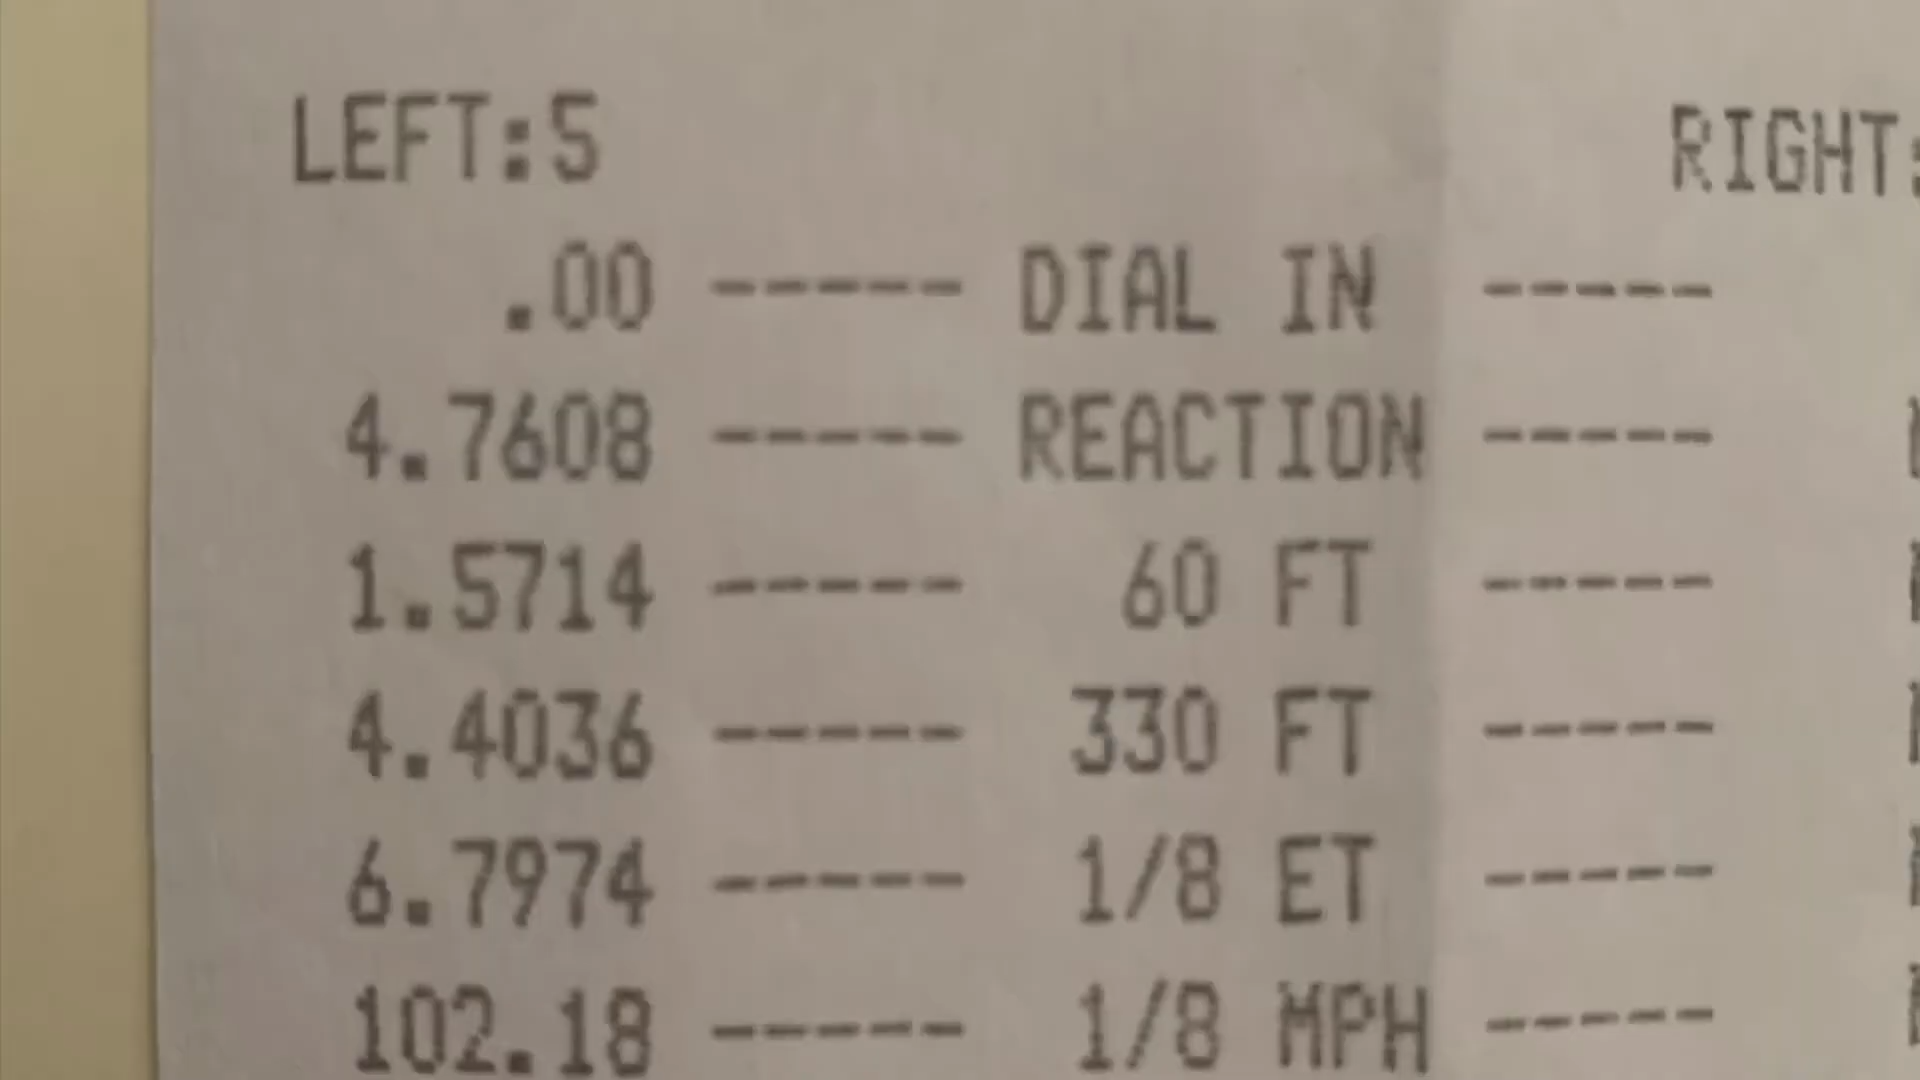 LEFT:5 RIGHT:
.00 ----- DIAL IN -----
4.7608 ----- REACTION -----
1.5714 ----- 60 FT -----
4.4036 ----- 330 FT -----
6.7974 ----- 1/8 ET -----
102.18 ----- 1/8 MPH -----